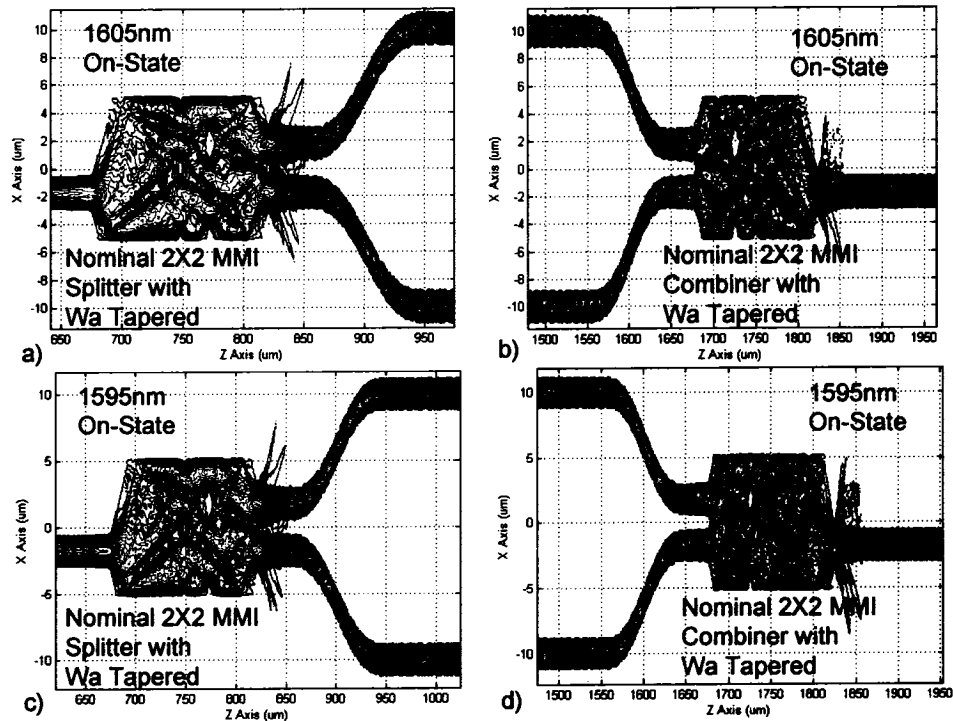 1605nm
On-State
Nominal 2X2 MMI
Splitter with
Wa Tapered
X Axis (um)
10
8
6
4
2
0
-2
-4
-6
-8
-10
650
700
750
800
850
900
950
Z Axis (um)
a)
1605nm
On-State
Nominal 2X2 MMI
Combiner with
Wa Tapered
X Axis (um)
10
8
6
4
2
0
-2
-4
-6
-8
-10
1500
1550
1600
1650
1700
1750
1800
1850
1900
1950
Z Axis (um)
b)
1595nm
On-State
Nominal 2X2 MMI
Splitter with
Wa Tapered
X Axis (um)
10
5
0
-5
-10
650
700
750
800
850
900
950
1000
Z Axis (um)
c)
1595nm
On-State
Nominal 2X2 MMI
Combiner with
Wa Tapered
X Axis (um)
10
5
0
-5
-10
1500
1550
1600
1650
1700
1750
1800
1850
1900
1950
Z Axis (um)
d)